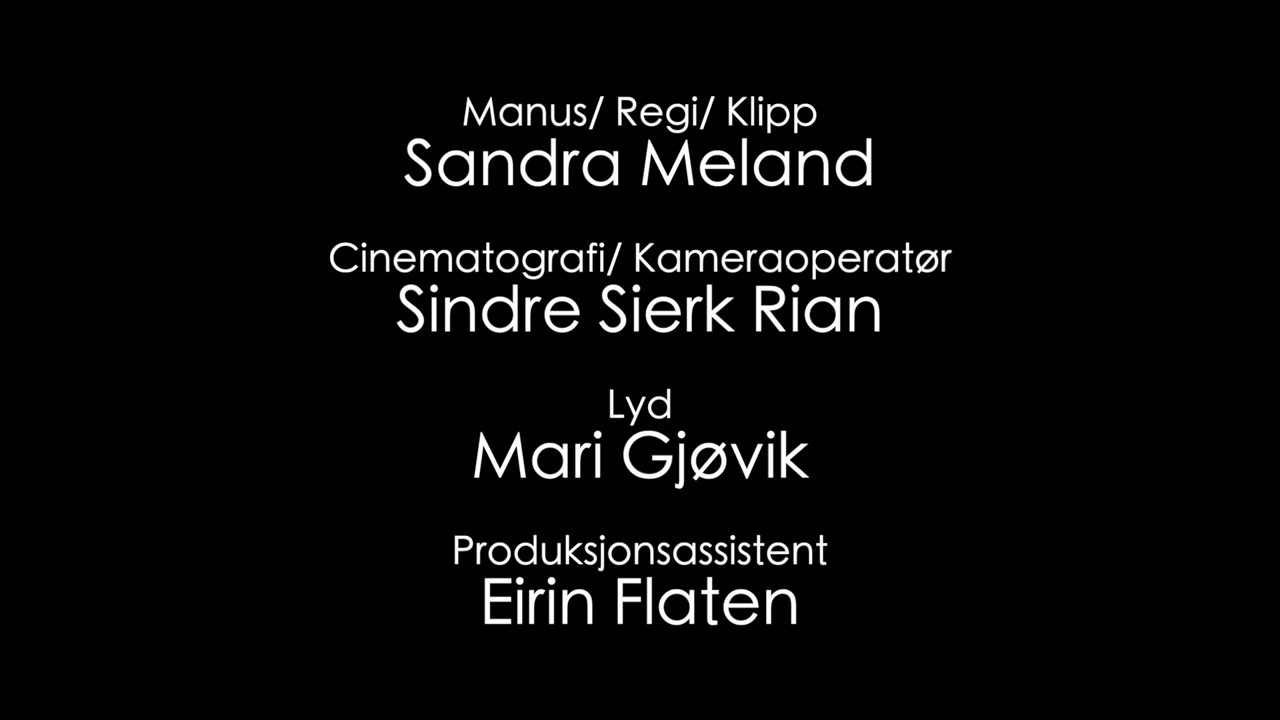 Manus/ Regi/ Klipp
Sandra Meland
Cinematografi/ Kameraoperatør
Sindre Sierk Rian
Lyd
Mari Gjøvik
Produksjonsassistent
Eirin Flaten